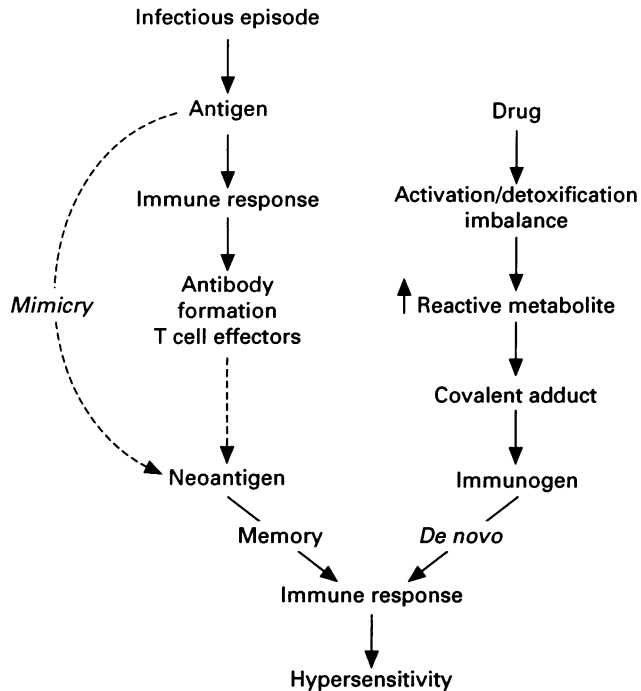 Infectious episode
Antigen
Immune response
Mimicry
Antibody
formation
T cell effectors
Neoantigen
Memory
Drug
Activation/detoxification
imbalance
Reactive metabolite
Covalent adduct
Immunogen
De novo
Immune response
Hypersensitivity